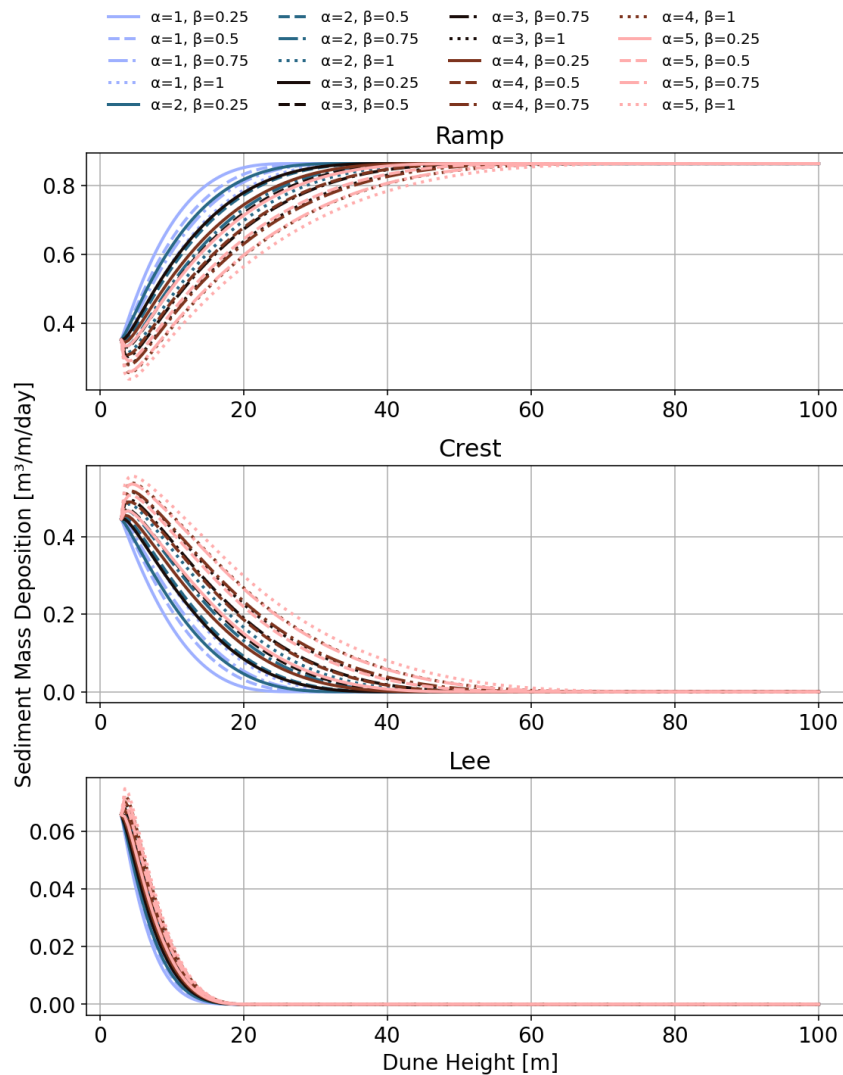 α=1, β=0.25 α=2, β=0.5 α=3, β=0.75 α=4, β=1
α=1, β=0.5 α=2, β=0.75 α=3, β=1 α=5, β=0.25
α=1, β=0.75 α=2, β=1 α=4, β=0.25 α=5, β=0.5
α=1, β=1 α=3, β=0.25 α=4, β=0.5 α=5, β=0.75
α=2, β=0.25 α=3, β=0.5 α=4, β=0.75 α=5, β=1
Ramp
0.8
0.6
0.4
0 20 40 60 80 100
Sediment Mass Deposition [m³/m/day]
Crest
0.4
0.2
0.0
0 20 40 60 80 100
Lee
0.06
0.04
0.02
0.00
0 20 40 60 80 100
Dune Height [m]